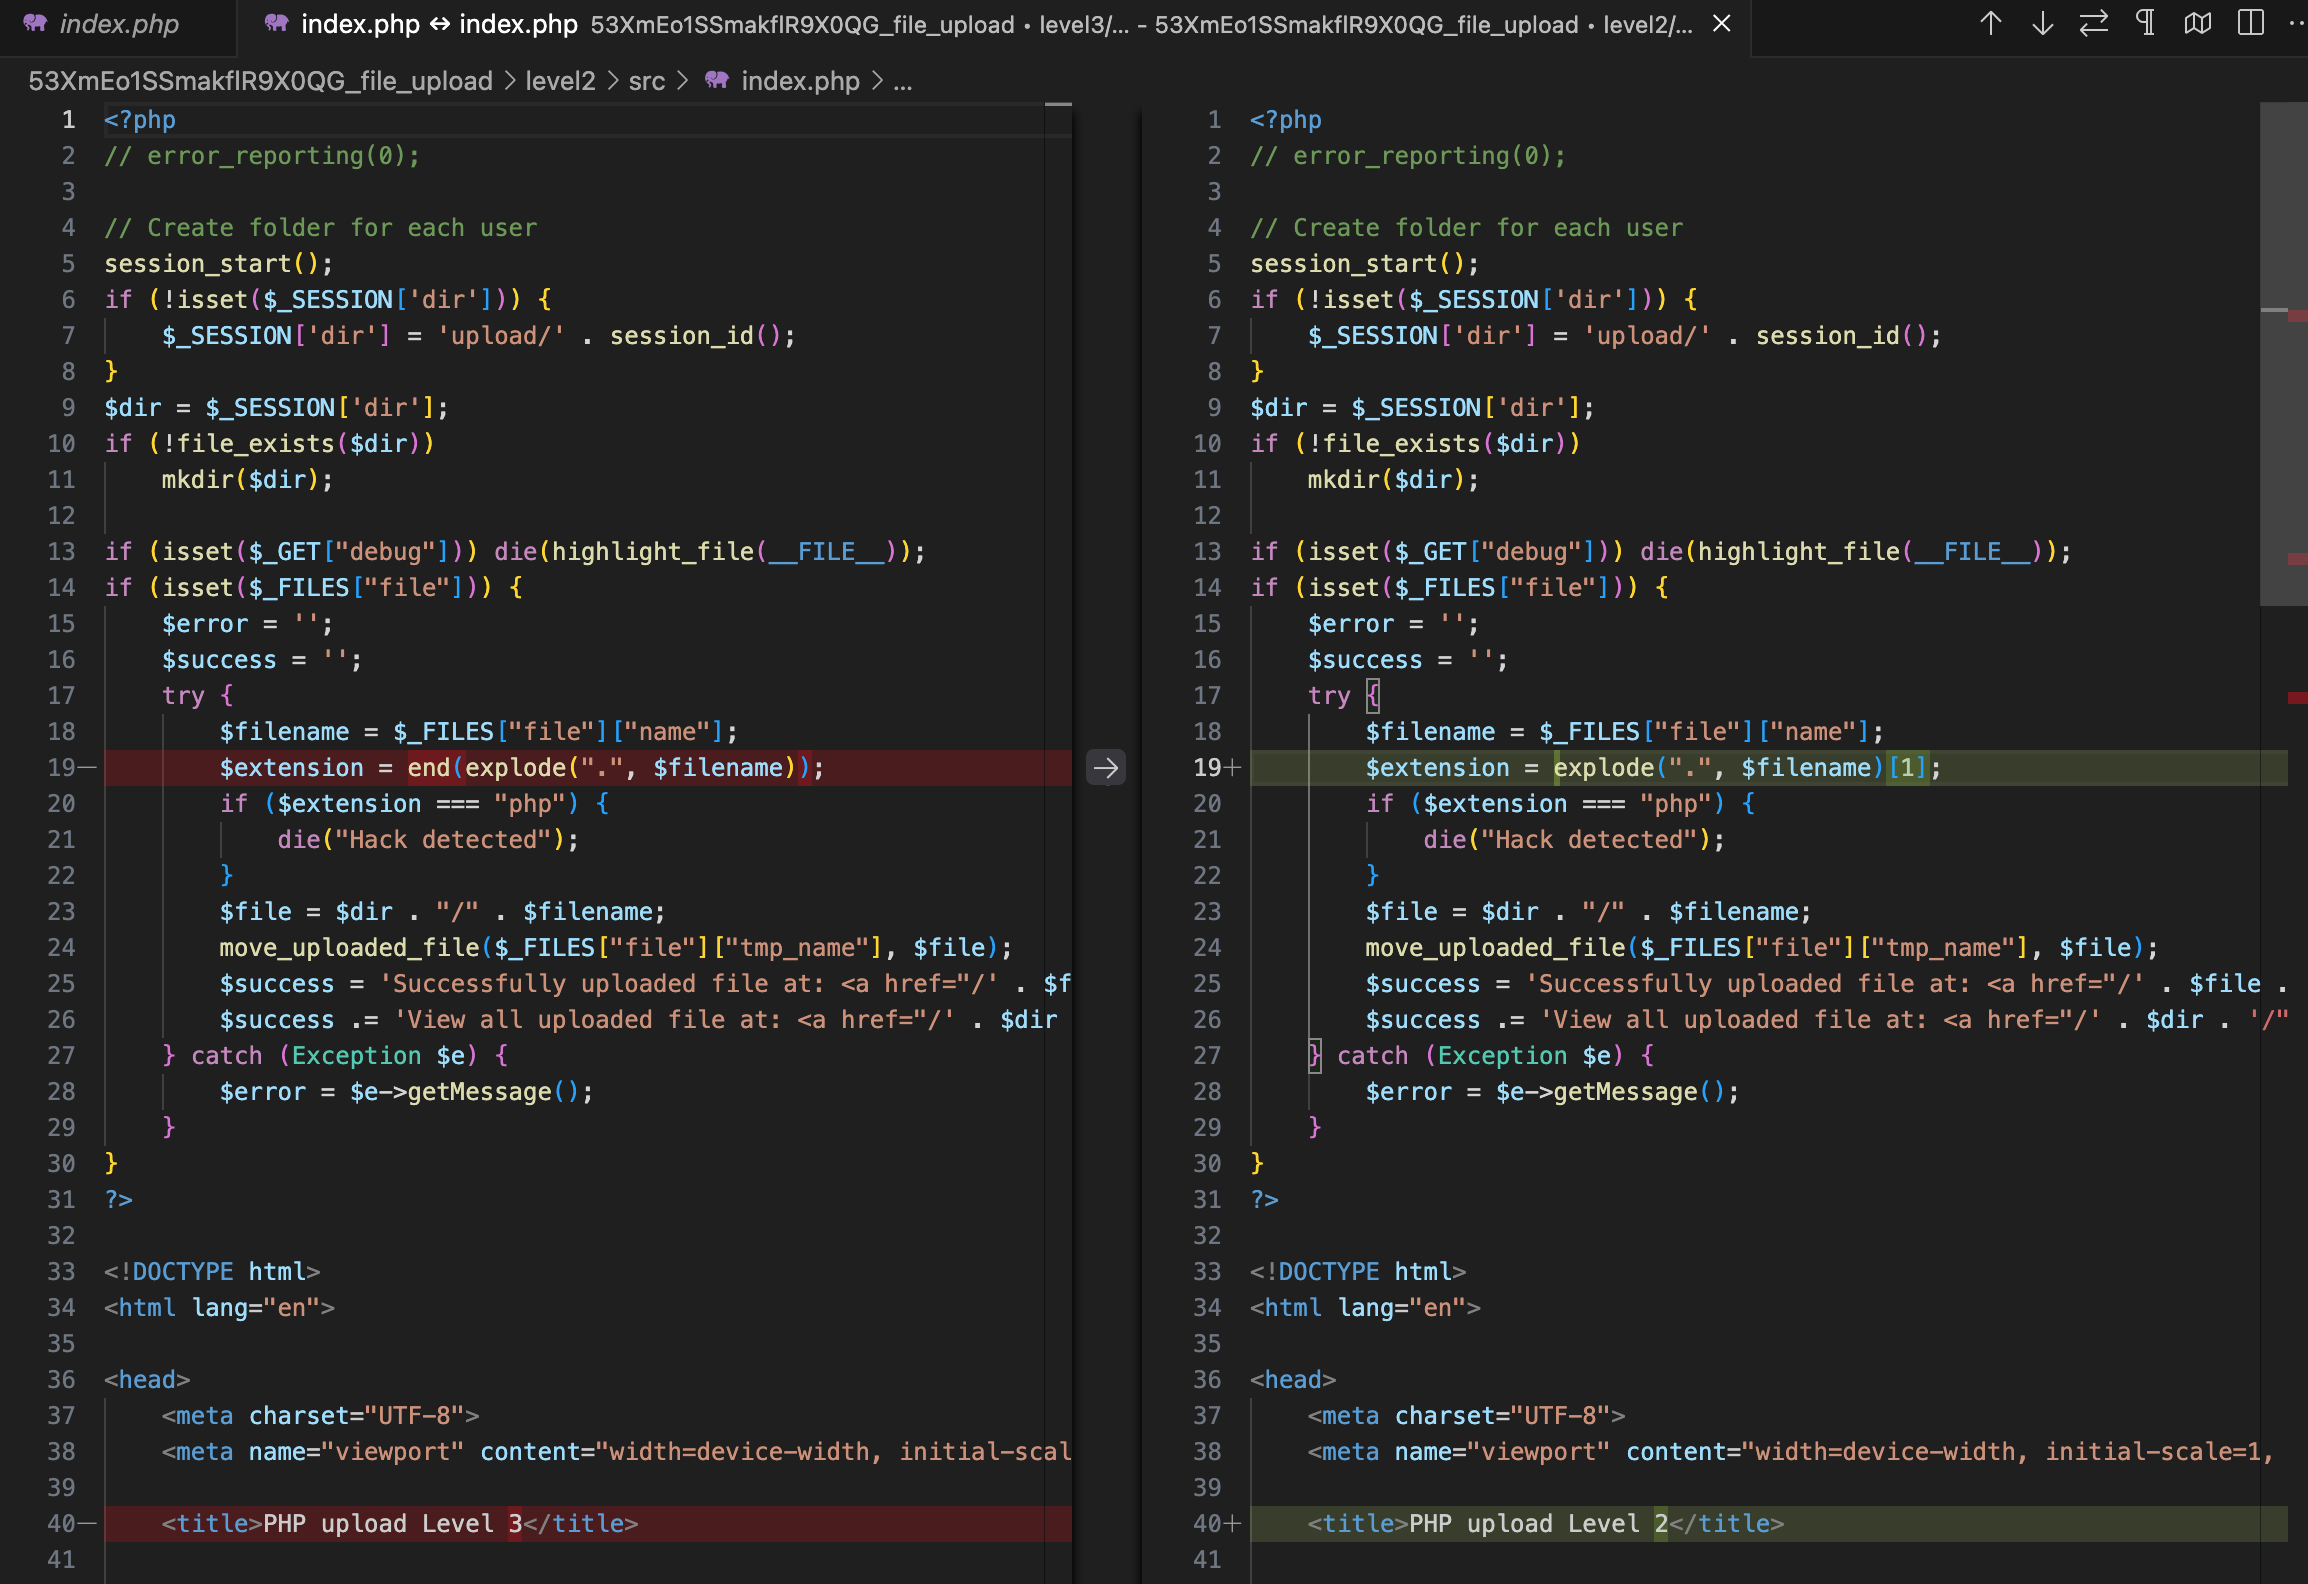 index.php
index.php ↔ index.php 53XmEo1SSmakflR9X0QG_file_upload • level3/... - 53XmEo1SSmakflR9X0QG_file_upload • level2/...
53XmEo1SSmakflR9X0QG_file_upload > level2 > src > index.php > ...
1 <?php
2 // error_reporting(0);
3
4 // Create folder for each user
5 session_start();
6 if (!isset($_SESSION['dir'])) {
7 $_SESSION['dir'] = 'upload/' . session_id();
8 }
9 $dir = $_SESSION['dir'];
10 if (!file_exists($dir))
11 mkdir($dir);
12
13 if (isset($_GET["debug"])) die(highlight_file(__FILE__));
14 if (isset($_FILES["file"])) {
15 $error = '';
16 $success = '';
17 try {
18 $filename = $_FILES["file"]["name"];
19— $extension = end(explode(".", $filename));
20 if ($extension === "php") {
21 die("Hack detected");
22 }
23 $file = $dir . "/" . $filename;
24 move_uploaded_file($_FILES["file"]["tmp_name"], $file);
25 $success = 'Successfully uploaded file at: <a href="/' . $f
26 $success .= 'View all uploaded file at: <a href="/' . $dir
27 } catch (Exception $e) {
28 $error = $e->getMessage();
29 }
30 }
31 ?>
32
33 <!DOCTYPE html>
34 <html lang="en">
35
36 <head>
37 <meta charset="UTF-8">
38 <meta name="viewport" content="width=device-width, initial-scal
39
40— <title>PHP upload Level 3</title>
41
1 <?php
2 // error_reporting(0);
3
4 // Create folder for each user
5 session_start();
6 if (!isset($_SESSION['dir'])) {
7 $_SESSION['dir'] = 'upload/' . session_id();
8 }
9 $dir = $_SESSION['dir'];
10 if (!file_exists($dir))
11 mkdir($dir);
12
13 if (isset($_GET["debug"])) die(highlight_file(__FILE__));
14 if (isset($_FILES["file"])) {
15 $error = '';
16 $success = '';
17 try {
18 $filename = $_FILES["file"]["name"];
19+ $extension = explode(".", $filename)[1];
20 if ($extension === "php") {
21 die("Hack detected");
22 }
23 $file = $dir . "/" . $filename;
24 move_uploaded_file($_FILES["file"]["tmp_name"], $file);
25 $success = 'Successfully uploaded file at: <a href="/' . $file .
26 $success .= 'View all uploaded file at: <a href="/' . $dir . '/"
27 } catch (Exception $e) {
28 $error = $e->getMessage();
29 }
30 }
31 ?>
32
33 <!DOCTYPE html>
34 <html lang="en">
35
36 <head>
37 <meta charset="UTF-8">
38 <meta name="viewport" content="width=device-width, initial-scale=1,
39
40+ <title>PHP upload Level 2</title>
41